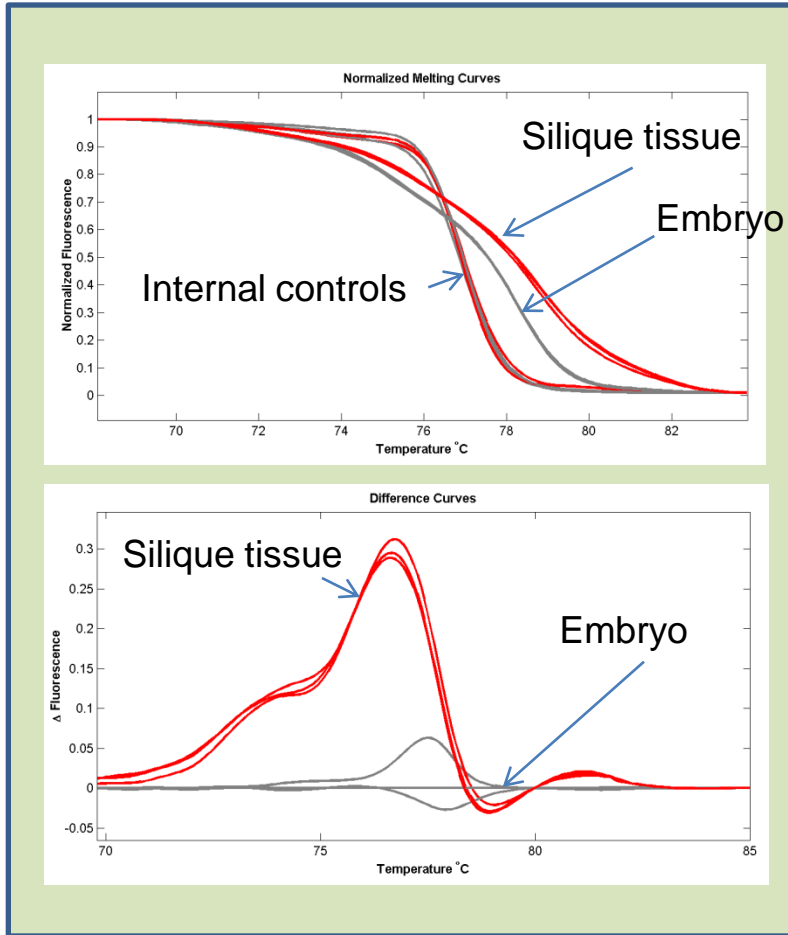 Normalized Melting Curves
Normalized Fluorescence
1
0.9
0.8
0.7
0.6
0.5
0.4
0.3
0.2
0.1
0
Silique tissue
Embryo
Internal controls
70 72 74 76 78 80 82
Temperature °C
Difference Curves
Δ Fluorescence
0.3
0.25
0.2
0.15
0.1
0.05
0
-0.05
Silique tissue
Embryo
70 75 80 85
Temperature °C